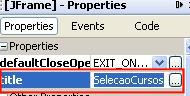 [JFrame] - Properties
Properties Events Code
Properties
defaultCloseOpe EXIT_ON...
title SelecaoCursos ...